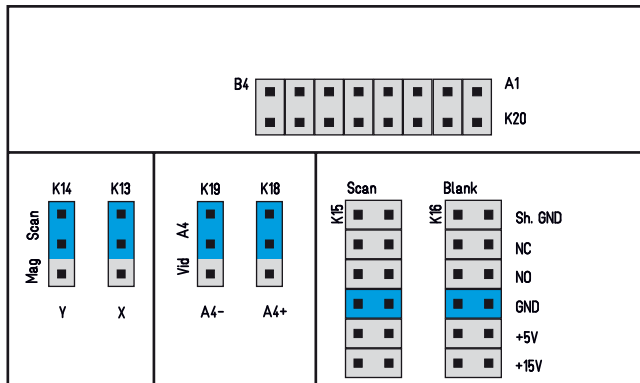 B4 A1
K20
K14 K13
Scan
Mag
Y X
K19 K18
A4
Vid
A4- A4+
Scan Blank
K15 K16
Sh. GND
NC
NO
GND
+5V
+15V